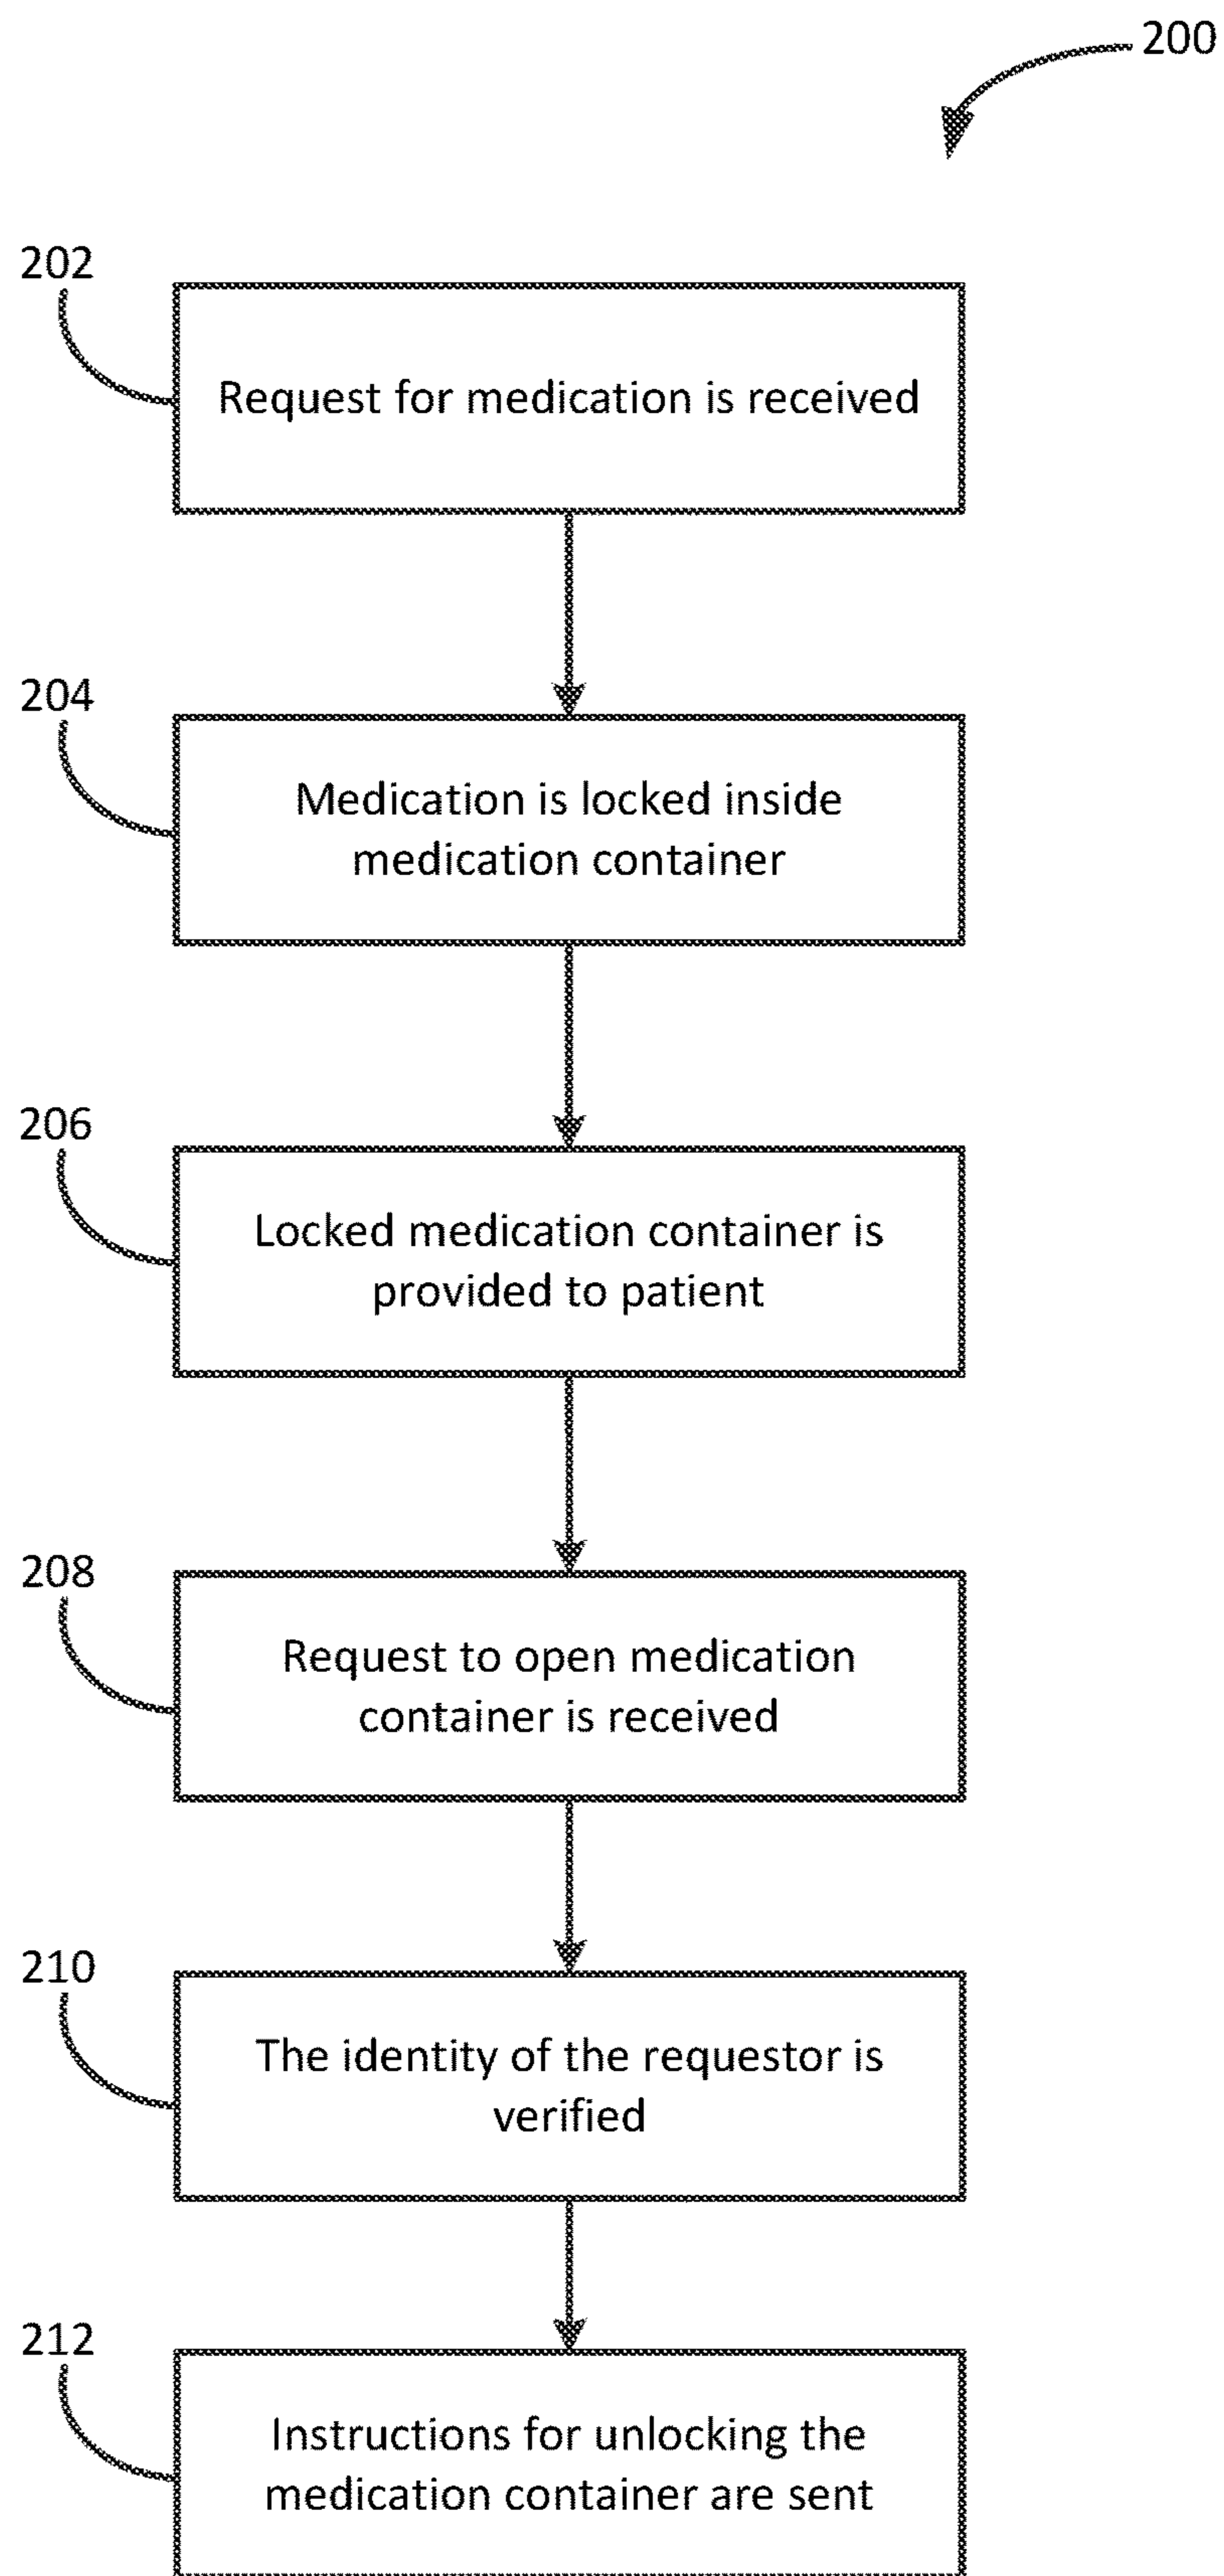 200
202
Request for medication is received
204
Medication is locked inside
medication container
206
Locked medication container is
provided to patient
208
Request to open medication
container is received
210
The identity of the requestor is
verified
212
Instructions for unlocking the
medication container are sent